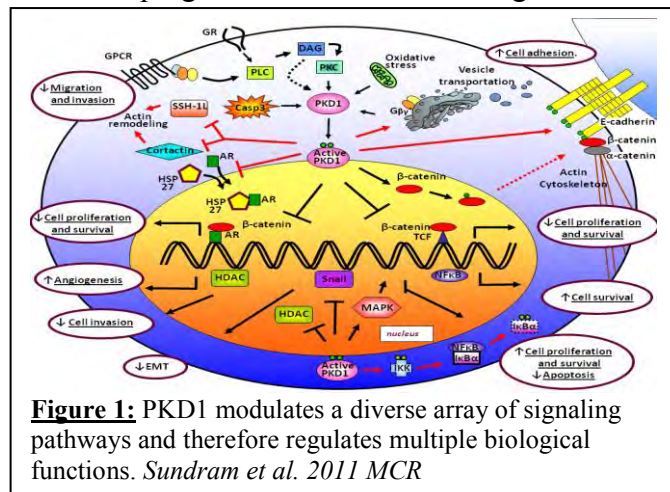 GR
GPCR
PLC
DAG
PKC
Oxidative
stress
Vesicle
transportation
↑Cell adhesion.
↓Migration
and invasion
SSH-1L
Casp3
PKD1
Gβγ
Actin
remodeling
E-cadherin
Cortactin
AR
Active
PKD1
β-catenin
β-catenin
α-catenin
HSP
27
HSP
27
AR
Actin
Cytoskeleton
↓Cell proliferation
and survival
β-catenin
AR
β-catenin
TCF
↓Cell proliferation
and survival
↑Angiogenesis
HDAC
Snail
NFκB
↑Cell survival
↓ Cell invasion
HDAC
MAPK
nucleus
↓EMT
Active
PKD1
IKK
NFκB
IκBα
IκBα
↑Cell proliferation
and survival
↓Apoptosis
Figure 1: PKD1 modulates a diverse array of signaling
pathways and therefore regulates multiple biological
functions. Sundram et al. 2011 MCR